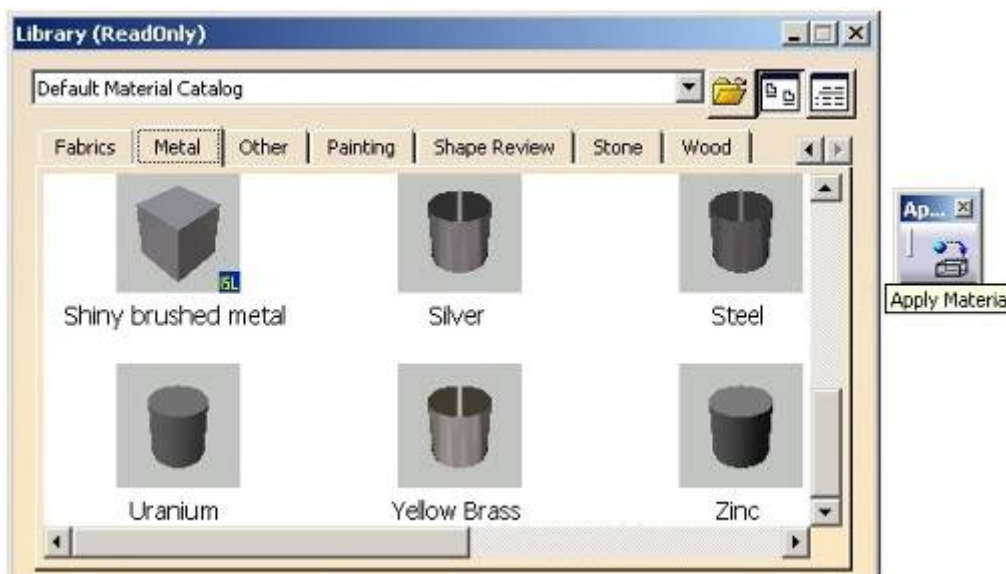 Library (ReadOnly)
Default Material Catalog
Fabrics Metal Other Painting Shape Review Stone Wood
Ap...
GL
Apply Materia
Shiny brushed metal Silver Steel
Uranium Yellow Brass Zinc